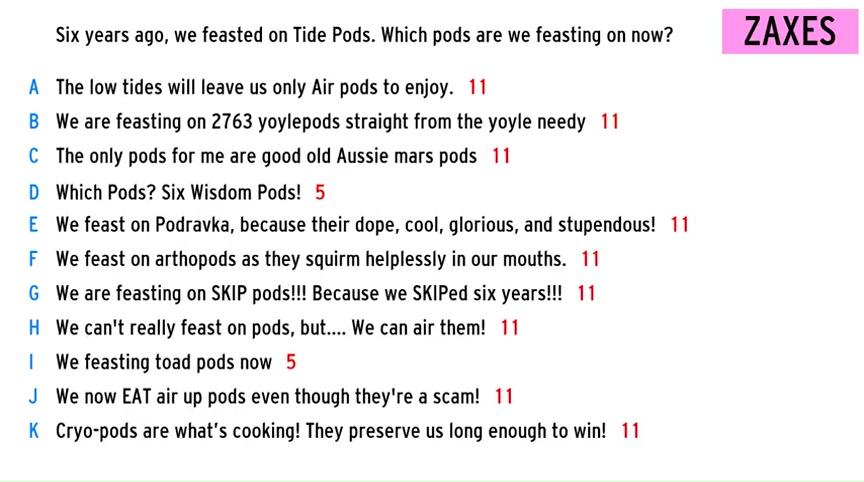 Six years ago, we feasted on Tide Pods. Which pods are we feasting on now?
ZAXES
A The low tides will leave us only Air pods to enjoy. 11
B We are feasting on 2763 yoylepods straight from the yoyle needy 11
C The only pods for me are good old Aussie mars pods 11
D Which Pods? Six Wisdom Pods! 5
E We feast on Podravka, because their dope, cool, glorious, and stupendous! 11
F We feast on arthopods as they squirm helplessly in our mouths. 11
G We are feasting on SKIP pods!!! Because we SKIPed six years!!! 11
H We can't really feast on pods, but.... We can air them! 11
I We feasting toad pods now 5
J We now EAT air up pods even though they're a scam! 11
K Cryo-pods are what's cooking! They preserve us long enough to win! 11